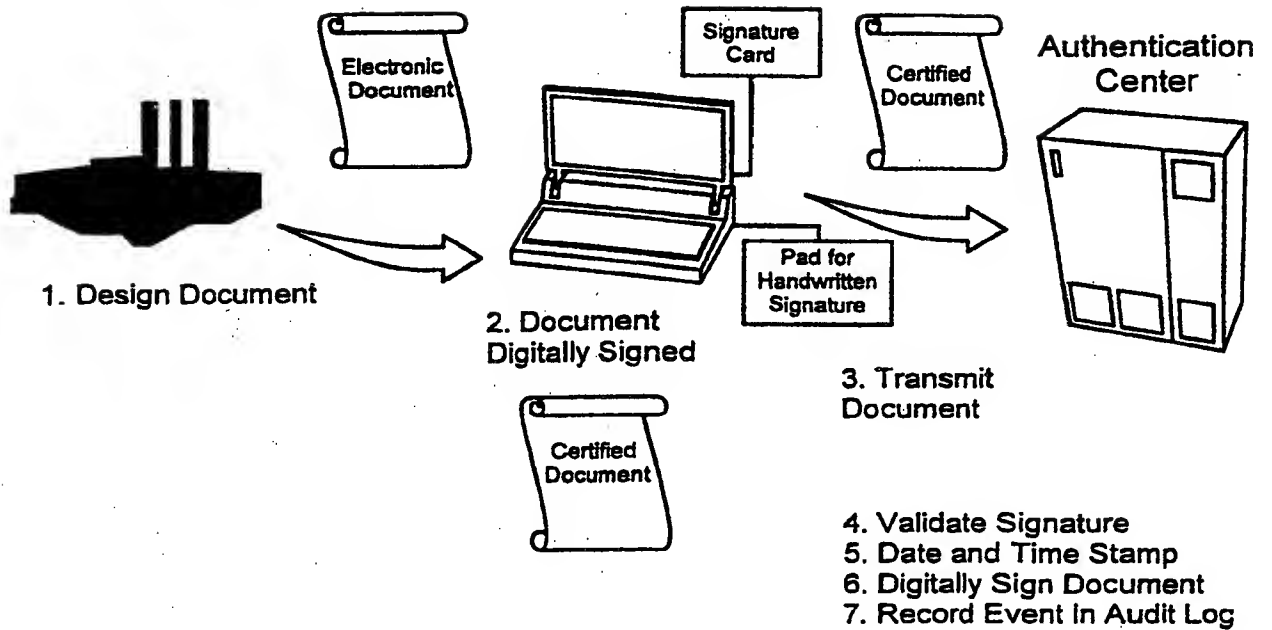 Electronic
Document
Signature
Card
Certified
Document
Authentication
Center
1. Design Document
Pad for
Handwritten
Signature
2. Document
Digitally Signed
3. Transmit
Document
Certified
Document
4. Validate Signature
5. Date and Time Stamp
6. Digitally Sign Document
7. Record Event in Audit Log